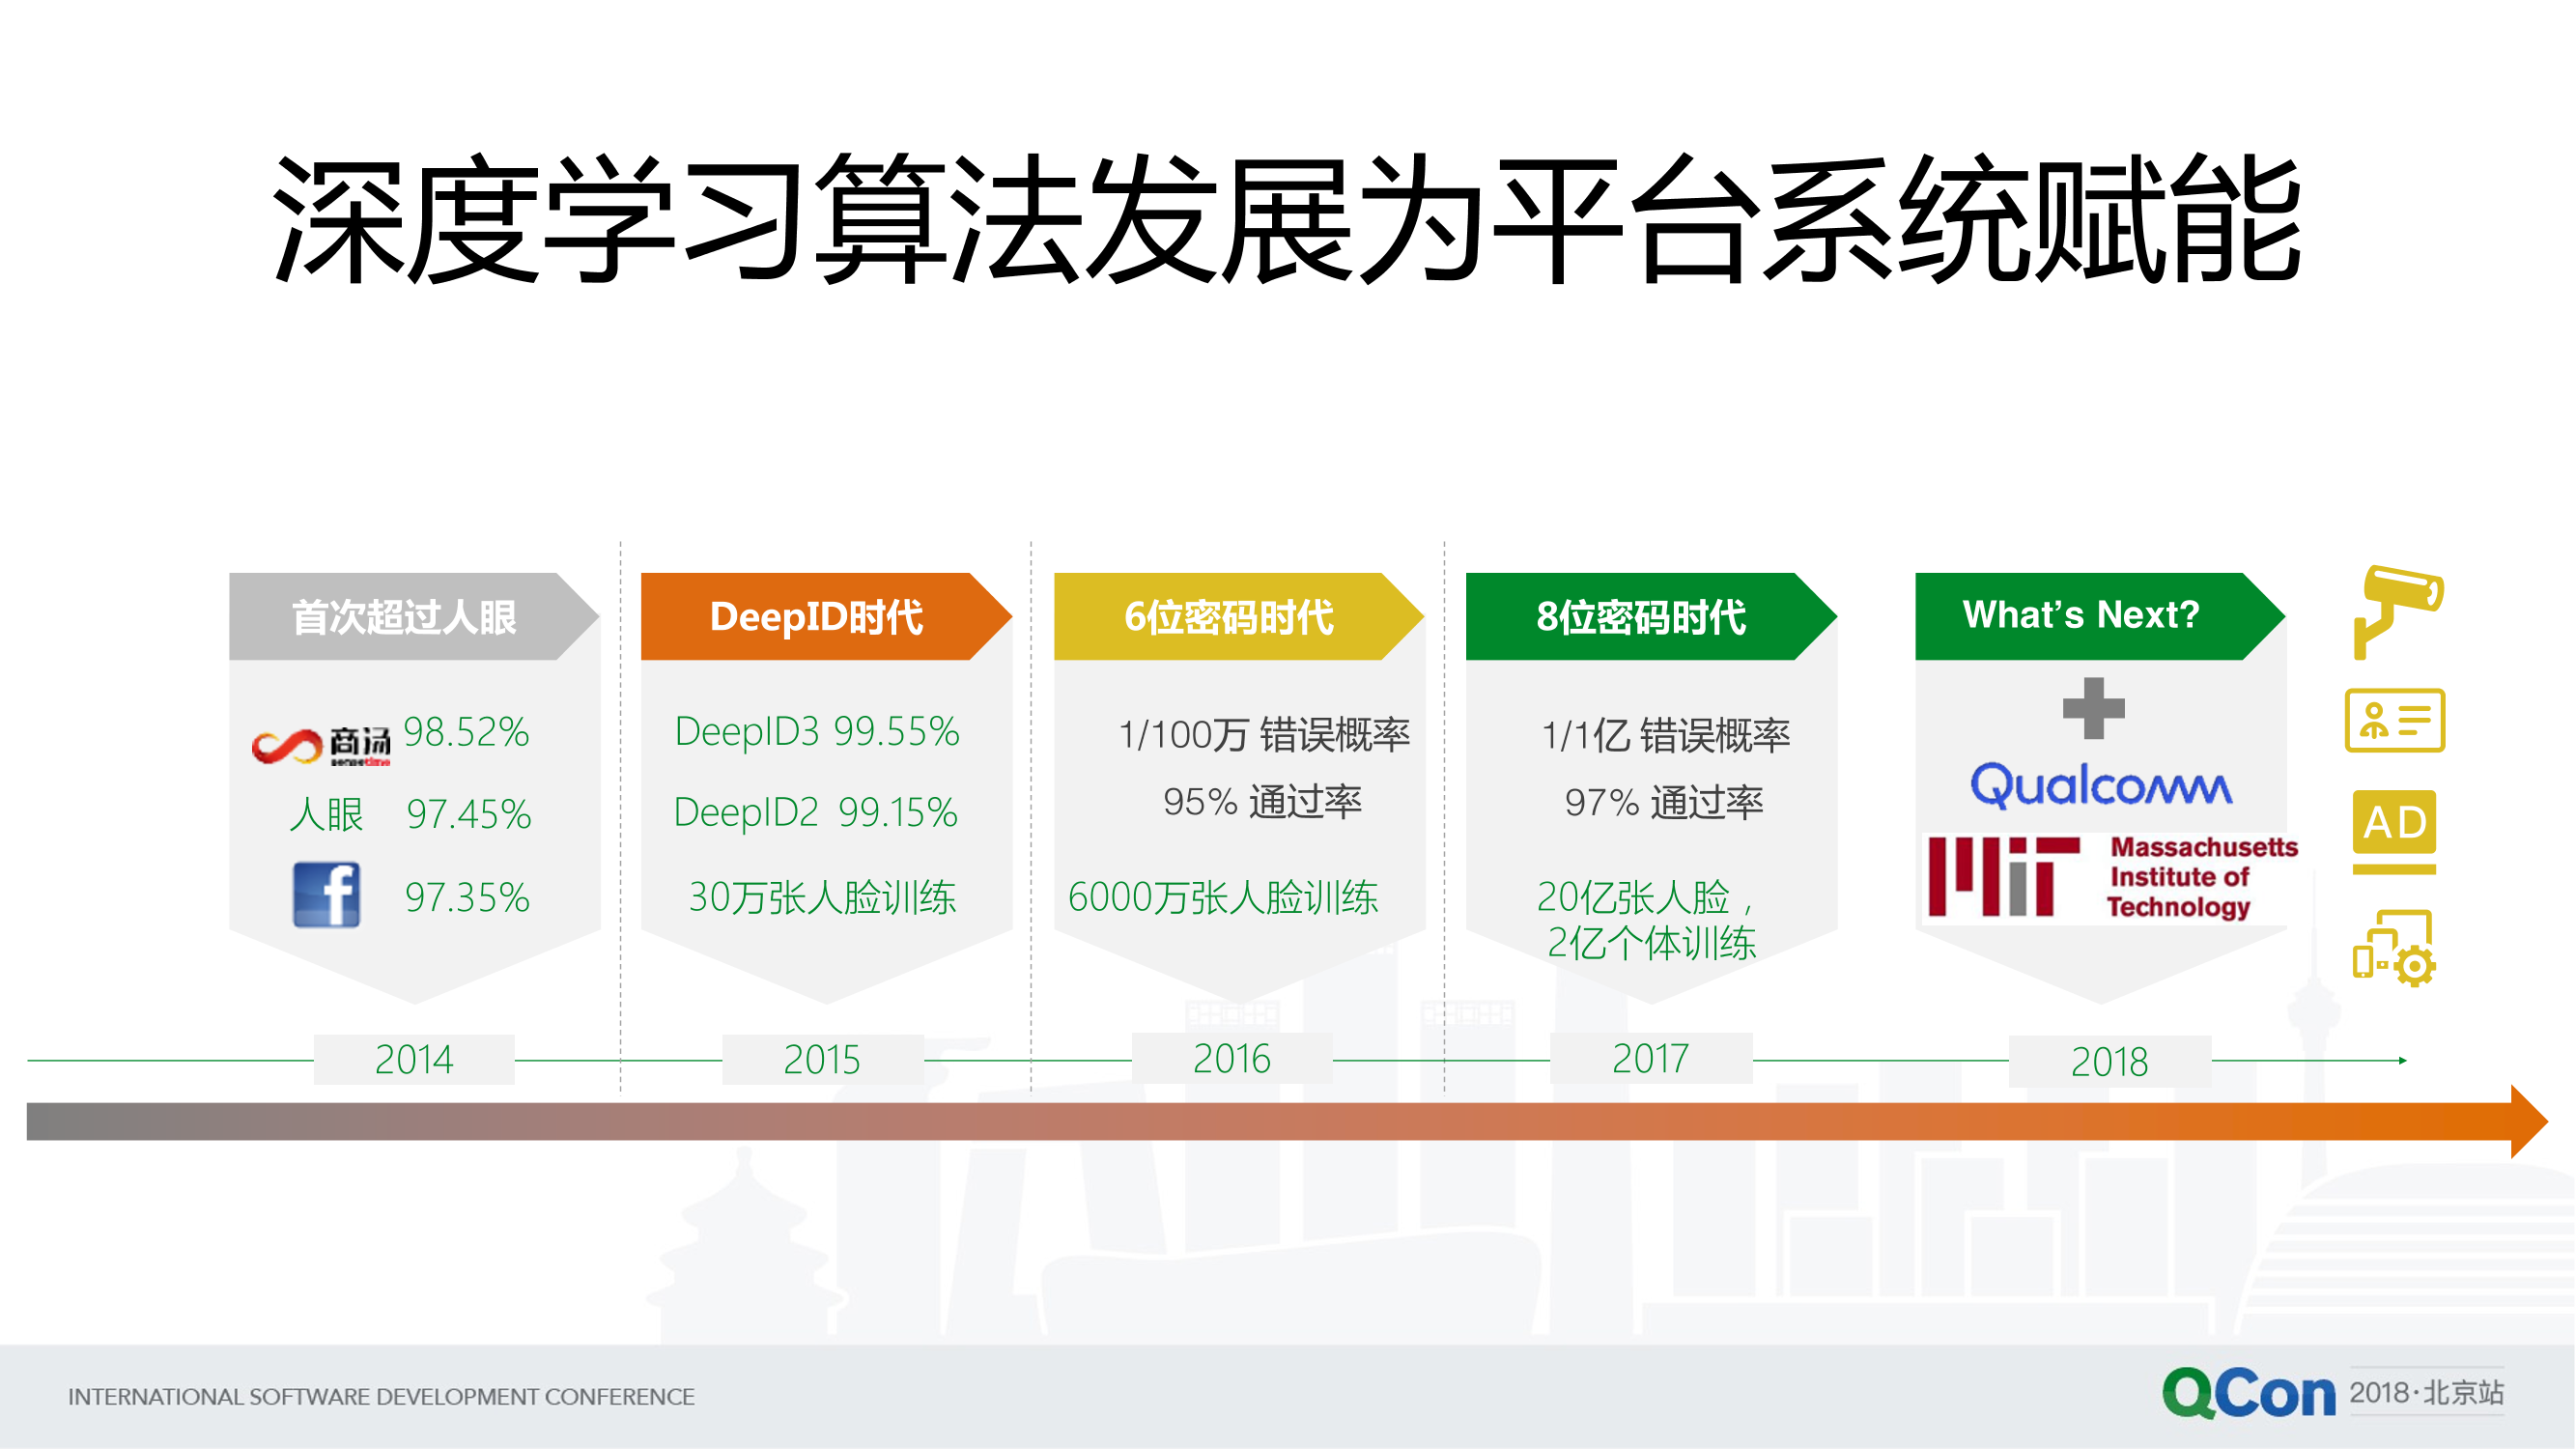 深度学习算法发展为平台系统赋能
首次超过人眼
商汤 98.52%
sensetime
人眼 97.45%
f 97.35%
2014
DeepID时代
DeepID3 99.55%
DeepID2 99.15%
30万张人脸训练
2015
6位密码时代
1/100万 错误概率
95% 通过率
6000万张人脸训练
2016
8位密码时代
1/1亿 错误概率
97% 通过率
20亿张人脸，
2亿个体训练
2017
What's Next?
Qualcomm
MIT
Massachusetts
Institute of
Technology
2018
AD
INTERNATIONAL SOFTWARE DEVELOPMENT CONFERENCE
QCon 2018·北京站